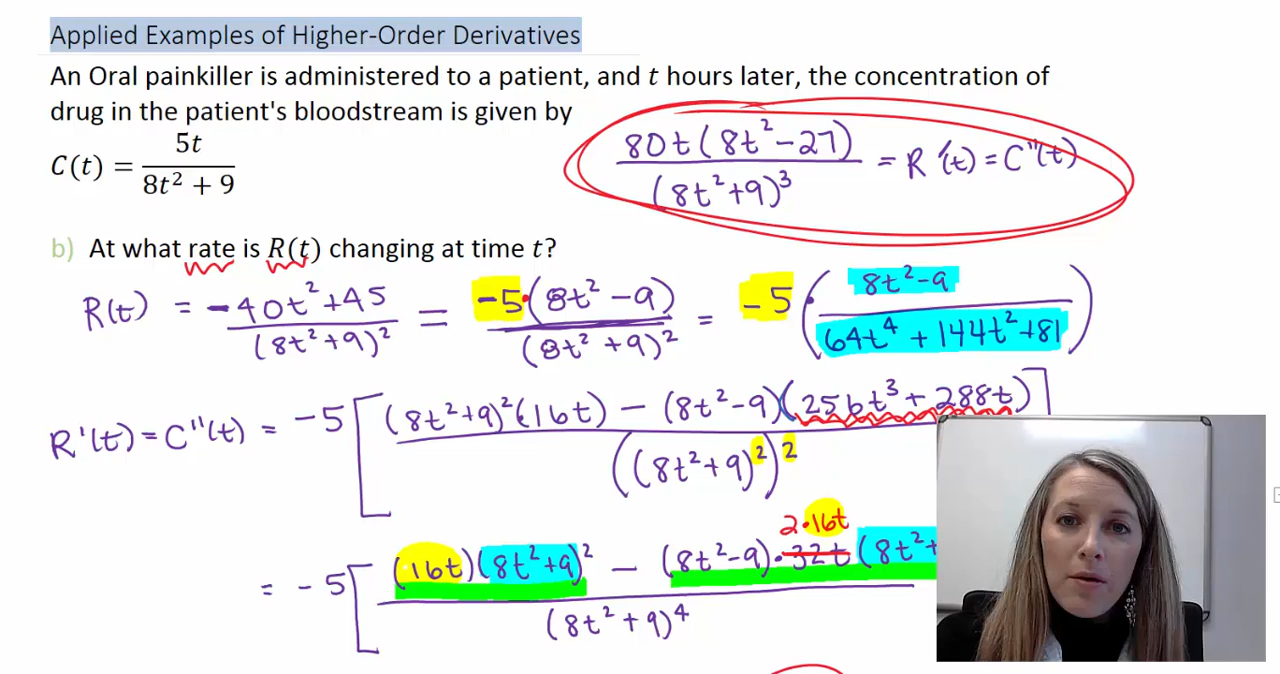 Applied Examples of Higher-Order Derivatives
An Oral painkiller is administered to a patient, and t hours later, the concentration of
drug in the patient's bloodstream is given by
C(t) = 5t / (8t² + 9)
80t(8t²-27) / (8t²+9)³ = R'(t) = C''(t)
b) At what rate is R(t) changing at time t?
R(t) = -40t²+45 / (8t²+9)² = -5·(8t²-9) / (8t²+9)² = -5·(8t²-9 / 64t⁴+144t²+81)
R'(t) = C''(t) = -5[(8t²+9)²(16t) - (8t²-9)(256t³+288t) / ((8t²+9)²)²]
2·16t
= -5[(16t)(8t²+9)² - (8t²-9)·32t(8t²+ / (8t²+9)⁴